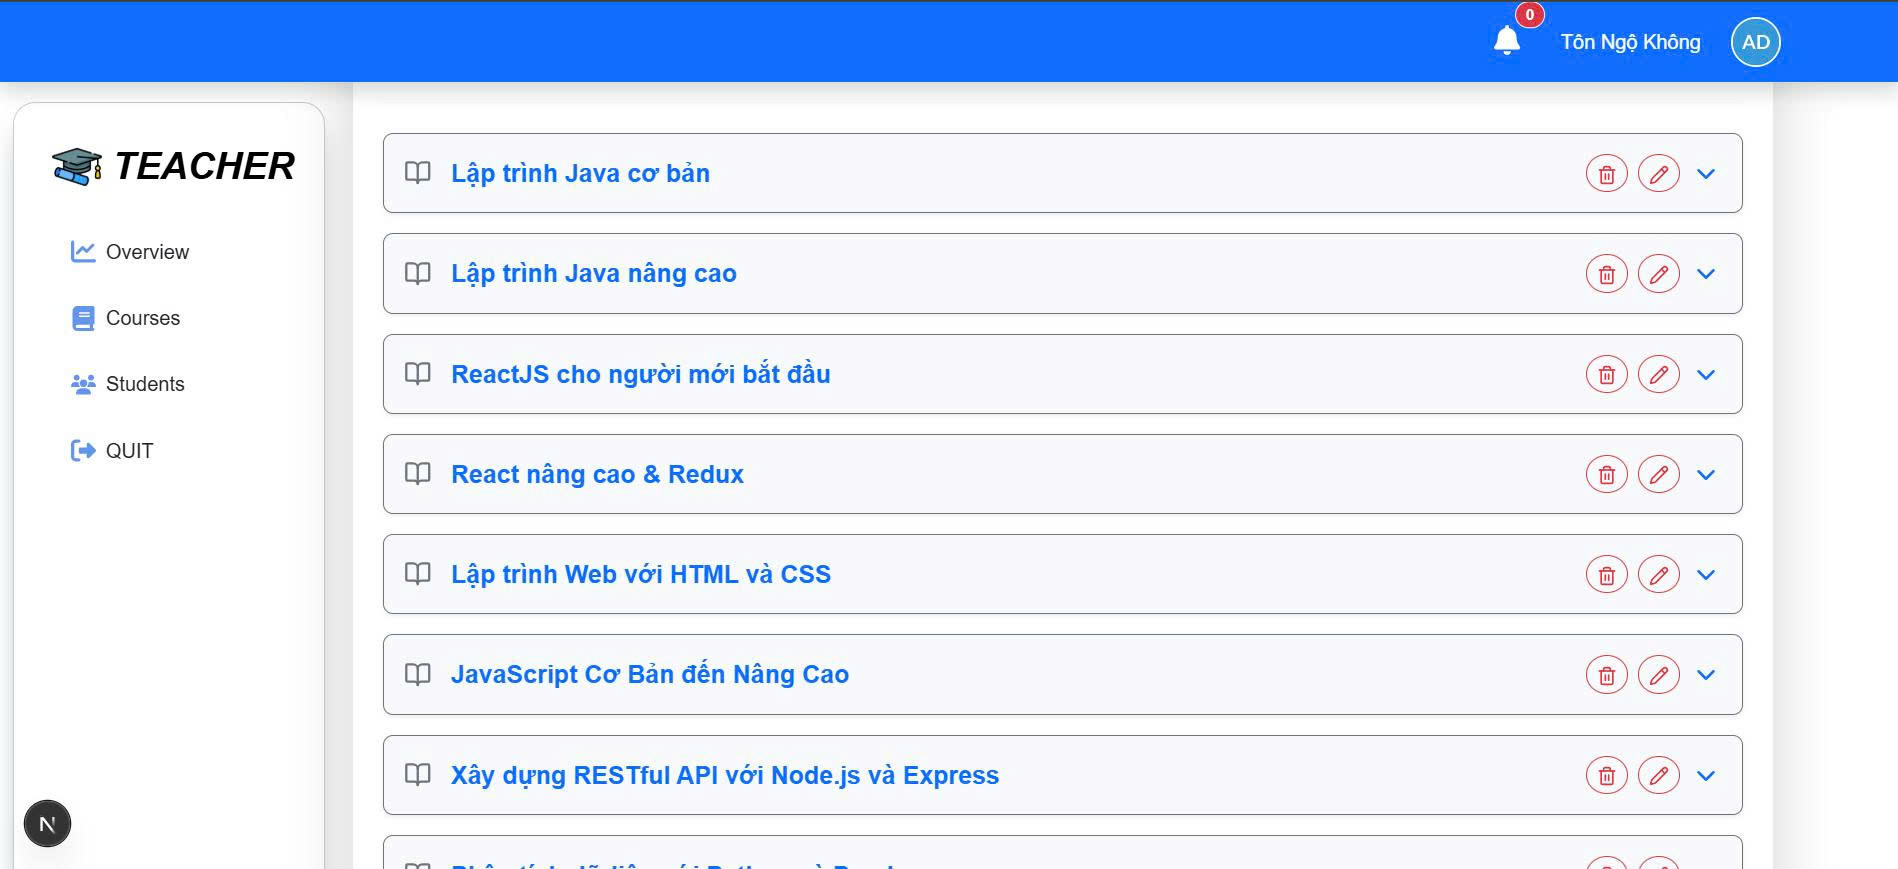 0
Tôn Ngộ Không
AD
TEACHER
Overview
Courses
Students
QUIT
Lập trình Java cơ bản
Lập trình Java nâng cao
ReactJS cho người mới bắt đầu
React nâng cao & Redux
Lập trình Web với HTML và CSS
JavaScript Cơ Bản đến Nâng Cao
Xây dựng RESTful API với Node.js và Express
N